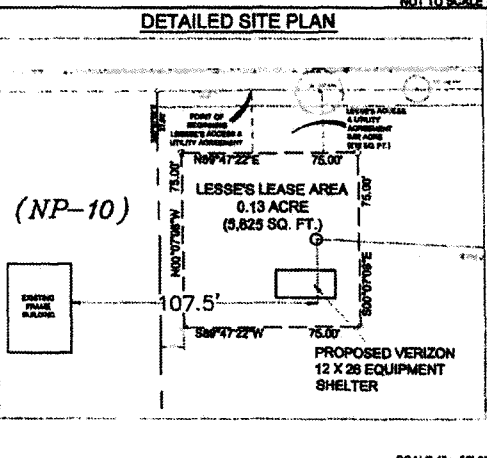 NOT TO SCALE
DETAILED SITE PLAN
POINT OF
BEGINNING
LESSEE'S ACCESS &
UTILITY AGREEMENT
LESSEE'S ACCESS
& UTILITY
AGREEMENT
N89°47'22"E 75.00'
75.00'
N00°07'08"W
LESSE'S LEASE AREA
0.13 ACRE
(5,625 SQ. FT.)
75.00'
S00°07'08"E
(NP-10)
EXISTING
FRAME
BUILDING
107.5'
S89°47'22"W 75.00'
PROPOSED VERIZON
12 X 26 EQUIPMENT
SHELTER